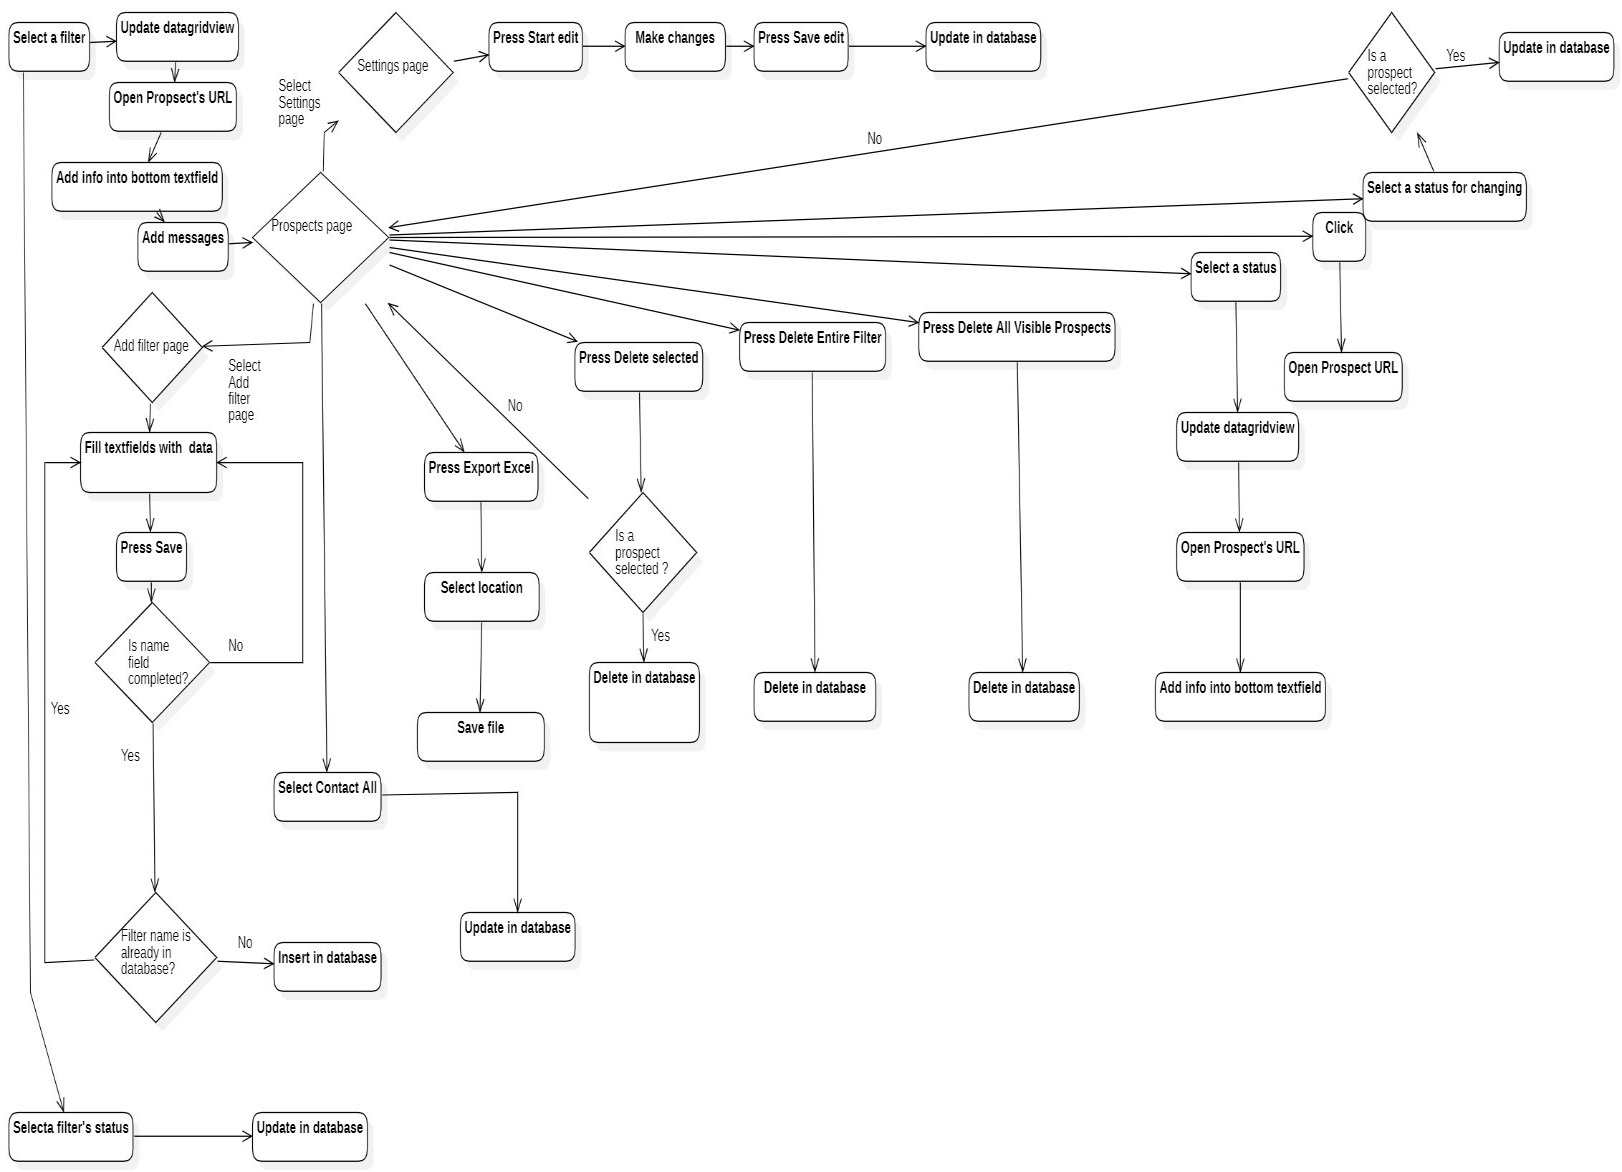 Select a filter
Update datagridview
Open Propsect's URL
Add info into bottom textfield
Add messages
Select
Settings
page
Settings page
Press Start edit
Make changes
Press Save edit
Update in database
Is a
prospect
selected?
Yes
Update in database
No
Select a status for changing
Click
Open Prospect URL
Prospects page
Select a status
Update datagridview
Open Prospect's URL
Add info into bottom textfield
Press Delete All Visible Prospects
Delete in database
Press Delete Entire Filter
Delete in database
Press Delete selected
No
Is a
prospect
selected ?
Yes
Delete in database
Press Export Excel
Select location
Save file
Select Contact All
Update in database
Add filter page
Select
Add
filter
page
Fill textfields with  data
Press Save
Is name
field
completed?
No
Yes
Yes
Filter name is
already in
database?
No
Insert in database
Selecta filter's status
Update in database